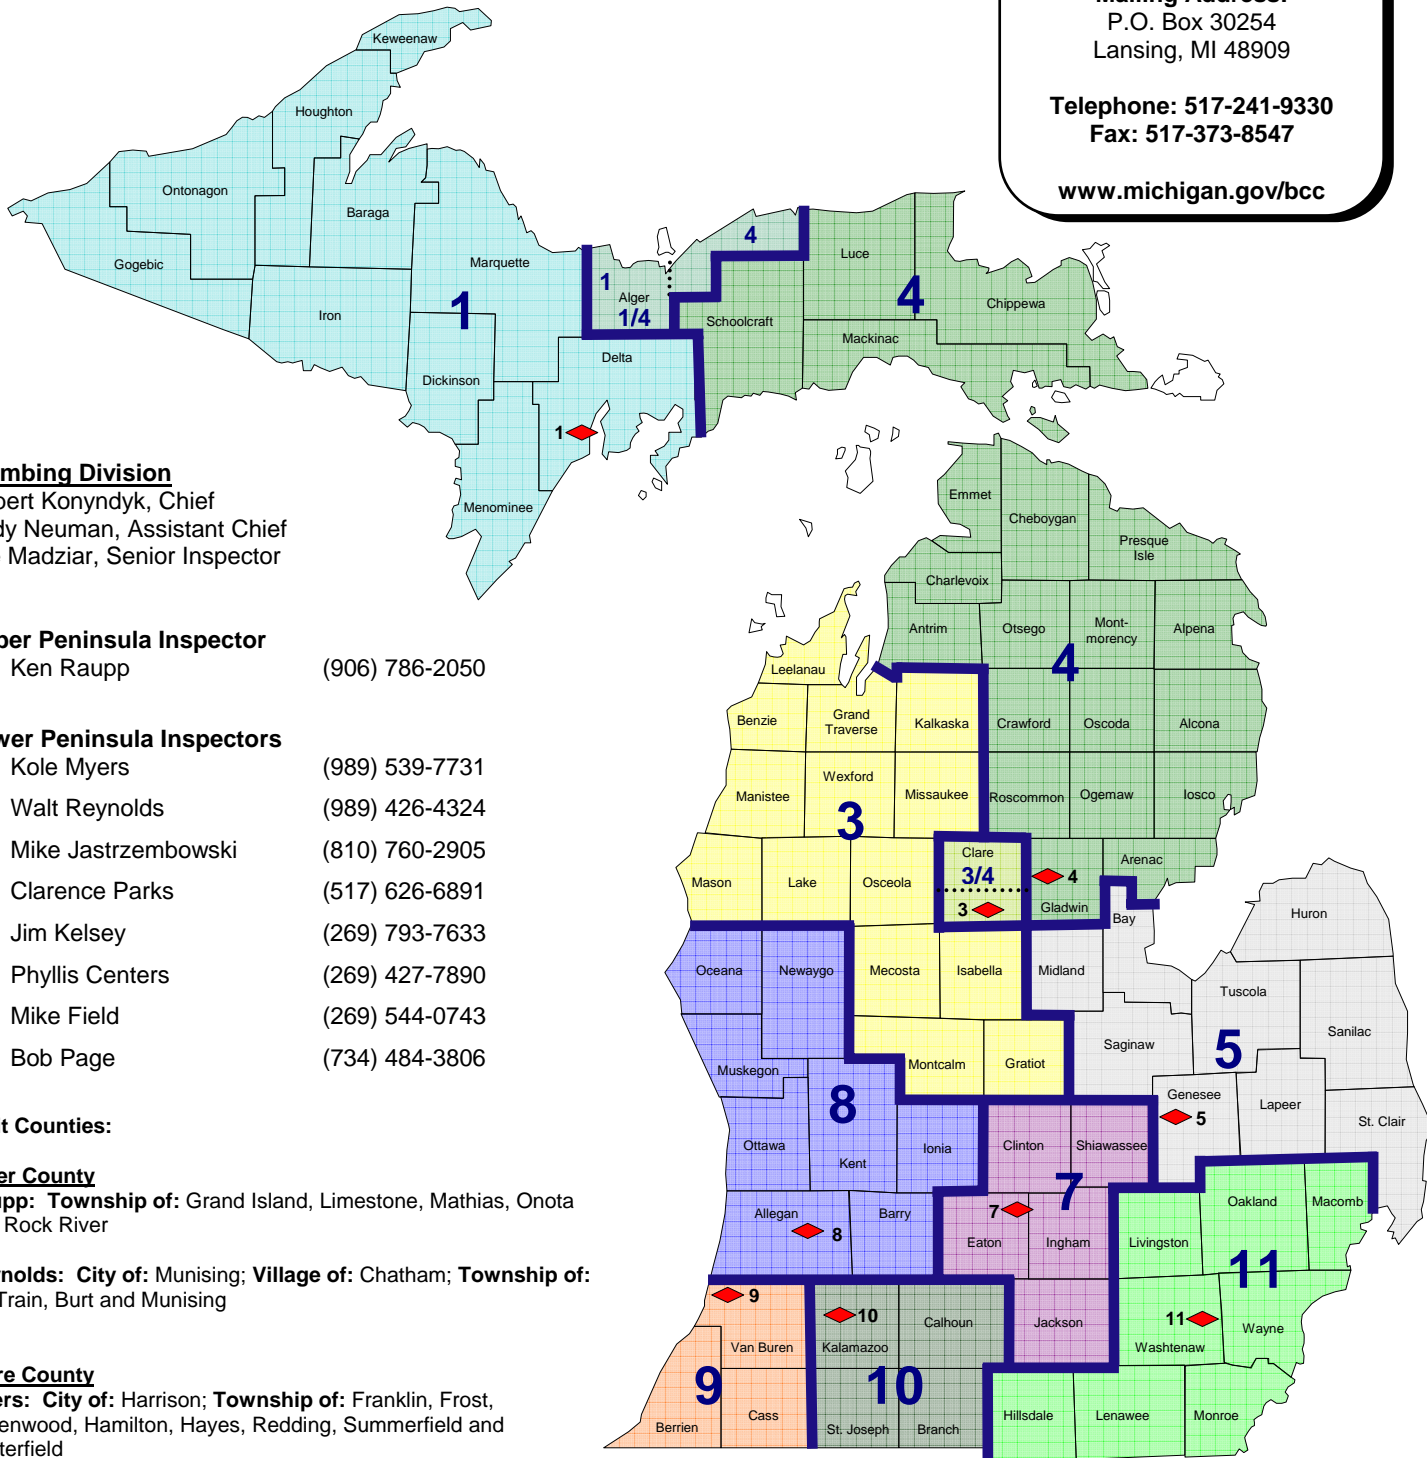 Mailing Address:
P.O. Box 30254
Lansing, MI 48909
Telephone: 517-241-9330
Fax: 517-373-8547
www.michigan.gov/bcc
Keweenaw
Houghton
Ontonagon
Baraga
Gogebic
Marquette
Iron
1
Dickinson
Menominee
Delta
1
1
Alger
1/4
4
Schoolcraft
Luce
4
Chippewa
Mackinac
mbing Division
bert Konyndyk, Chief
dy Neuman, Assistant Chief
Madziar, Senior Inspector
per Peninsula Inspector
Ken Raupp (906) 786-2050
wer Peninsula Inspectors
Kole Myers (989) 539-7731
Walt Reynolds (989) 426-4324
Mike Jastrzembowski (810) 760-2905
Clarence Parks (517) 626-6891
Jim Kelsey (269) 793-7633
Phyllis Centers (269) 427-7890
Mike Field (269) 544-0743
Bob Page (734) 484-3806
t Counties:
er County
upp: Township of: Grand Island, Limestone, Mathias, Onota
Rock River
nolds: City of: Munising; Village of: Chatham; Township of:
Train, Burt and Munising
re County
ers: City of: Harrison; Township of: Franklin, Frost,
enwood, Hamilton, Hayes, Redding, Summerfield and
terfield
Emmet
Cheboygan
Presque
Isle
Charlevoix
Antrim
Otsego
Mont-
morency
Alpena
4
Leelanau
Benzie
Grand
Traverse
Kalkaska
Crawford
Oscoda
Alcona
Manistee
Wexford
Missaukee
Roscommon
Ogemaw
Iosco
3
Mason
Lake
Osceola
Clare
3/4
3
4
Gladwin
Arenac
Bay
Huron
Oceana
Newaygo
Mecosta
Isabella
Midland
Tuscola
Sanilac
Saginaw
5
Muskegon
Montcalm
Gratiot
Genesee
5
Lapeer
St. Clair
8
Ottawa
Kent
Ionia
Clinton
Shiawassee
7
Allegan
8
Barry
7
Eaton
Ingham
Livingston
Oakland
Macomb
11
9
Van Buren
10
Kalamazoo
Calhoun
Jackson
11
Washtenaw
Wayne
9
10
Berrien
Cass
St. Joseph
Branch
Hillsdale
Lenawee
Monroe